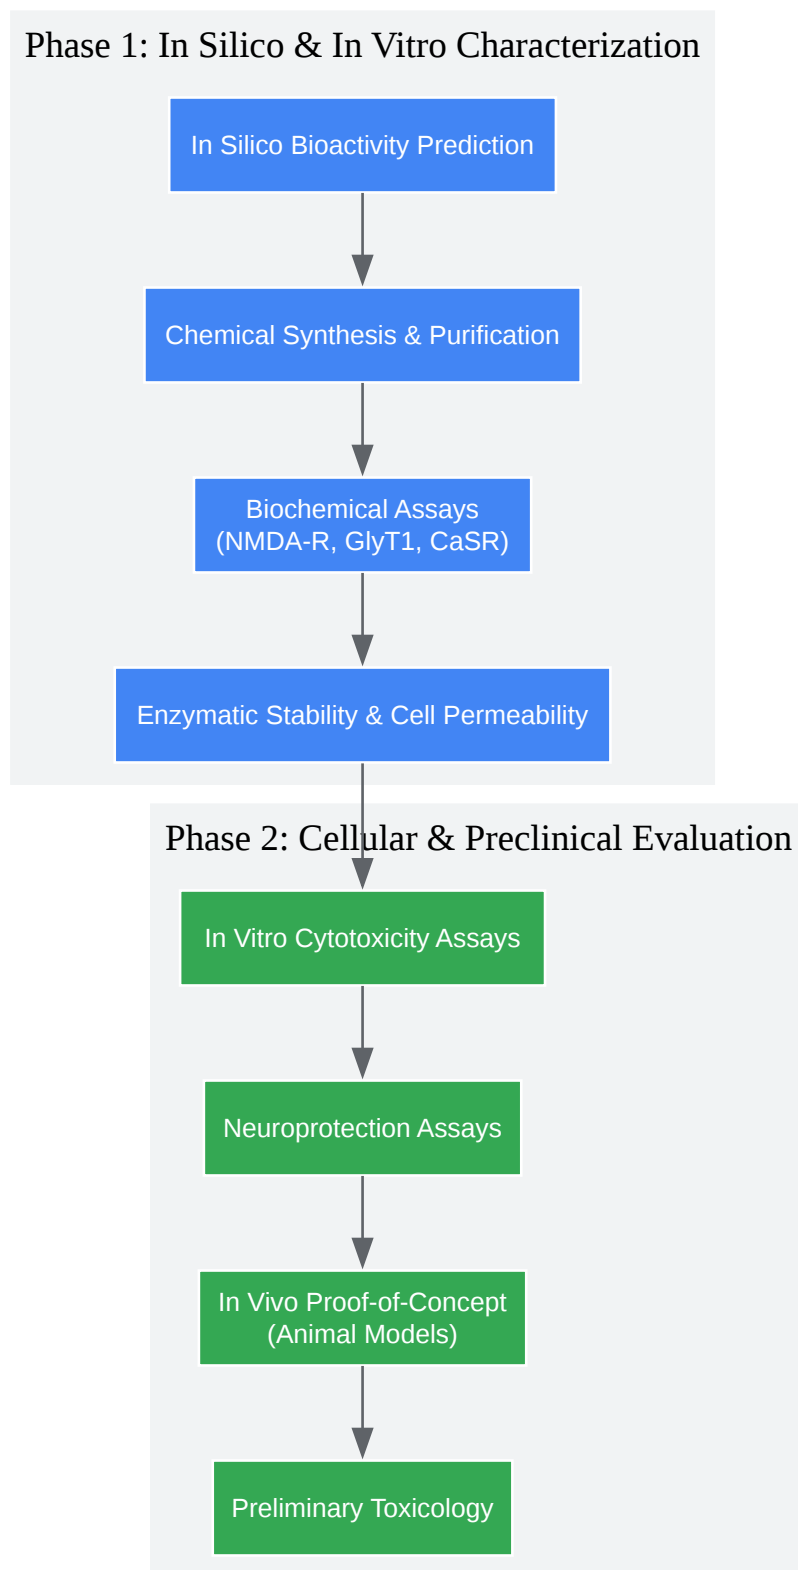 Phase 1: In Silico & In Vitro Characterization
In Silico Bioactivity Prediction
Chemical Synthesis & Purification
Biochemical Assays
(NMDA-R, GlyT1, CaSR)
Enzymatic Stability & Cell Permeability
Phase 2: Cellular & Preclinical Evaluation
In Vitro Cytotoxicity Assays
Neuroprotection Assays
In Vivo Proof-of-Concept
(Animal Models)
Preliminary Toxicology